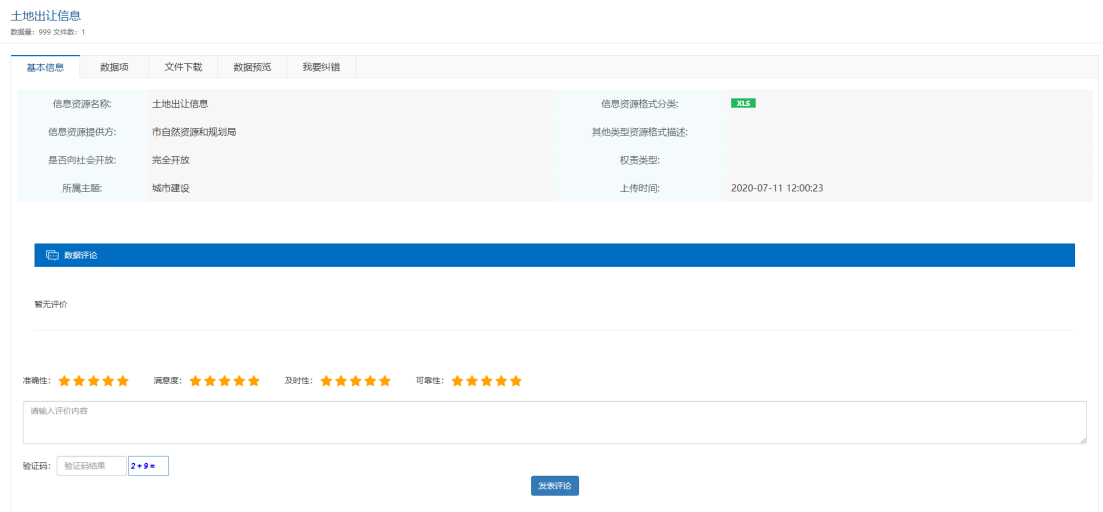 土地出让信息
数据量: 999 文件数: 1
基本信息 数据项 文件下载 数据预览 我要纠错
信息资源名称: 土地出让信息 信息资源格式分类: XLS
信息资源提供方: 市自然资源和规划局 其他类型资源格式描述:
是否向社会开放: 完全开放 权责类型:
所属主题: 城市建设 上传时间: 2020-07-11 12:00:23
数据评论
暂无评价
准确性: 满意度: 及时性: 可靠性:
请输入评价内容
验证码: 验证码结果 2+9=
发表评论